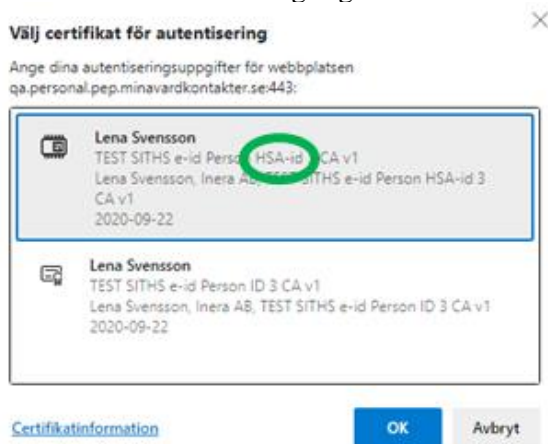 Välj certifikat för autentisering
Ange dina autentiseringsuppgifter för webbplatsen
qa.personal.pep.minavardkontakter.se:443:
Lena Svensson
TEST SITHS e-id Person HSA-id CA v1
Lena Svensson, Inera AB, TEST SITHS e-id Person HSA-id 3
CA v1
2020-09-22
Lena Svensson
TEST SITHS e-id Person ID 3 CA v1
Lena Svensson, Inera AB, TEST SITHS e-id Person ID 3 CA v1
2020-09-22
Certifikatinformation
OK
Avbryt